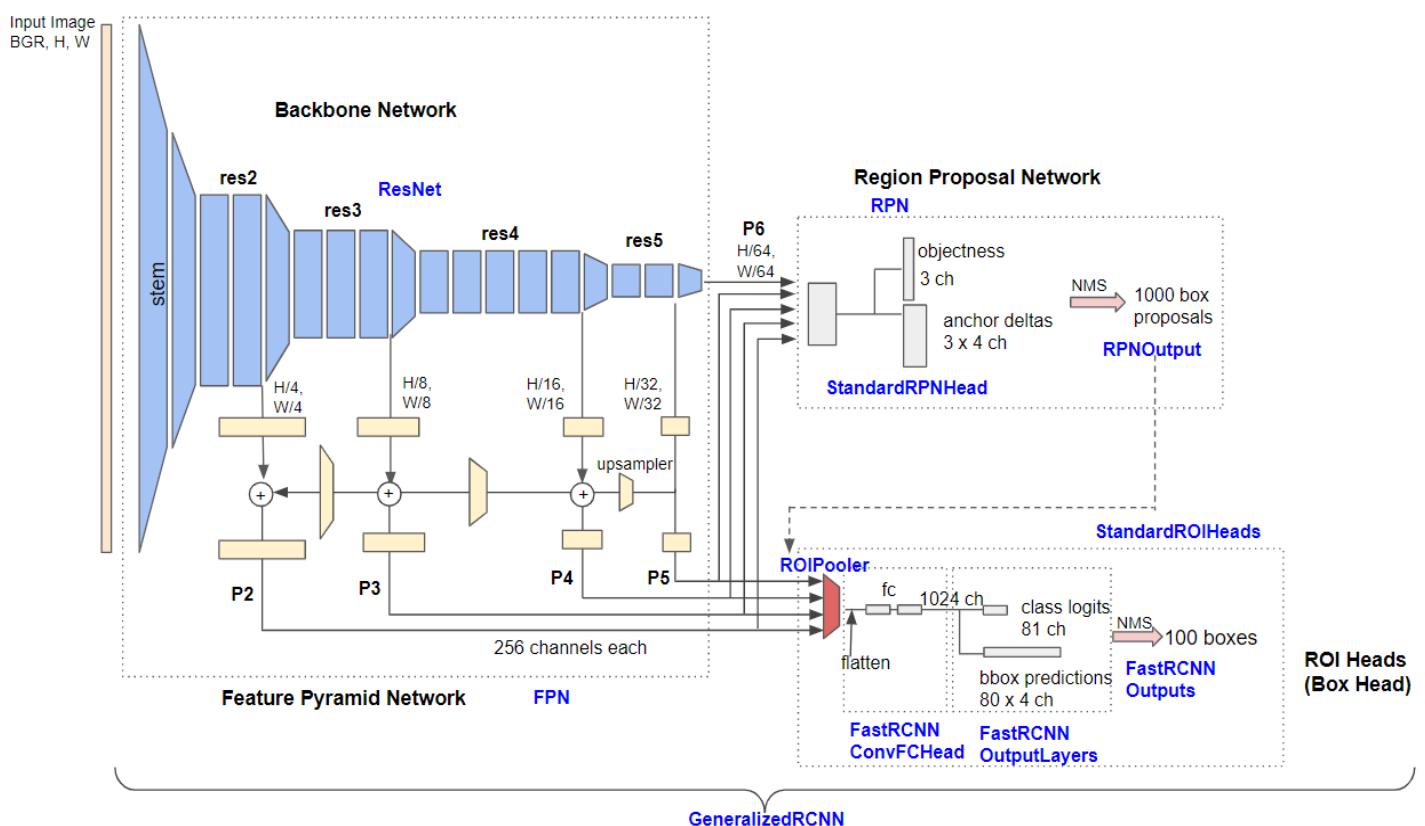 Input Image
BGR, H, W
Backbone Network
res2
ResNet
res3
res4
res5
stem
H/4,
W/4
H/8,
W/8
H/16,
W/16
H/32,
W/32
upsampler
+
+
+
P2
P3
P4
P5
256 channels each
Feature Pyramid Network
FPN
P6
H/64,
W/64
Region Proposal Network
RPN
objectness
3 ch
anchor deltas
3 x 4 ch
StandardRPNHead
NMS
1000 box
proposals
RPNOutput
StandardROIHeads
ROIPooler
fc
1024 ch
flatten
class logits
81 ch
bbox predictions
80 x 4 ch
NMS
100 boxes
FastRCNN
Outputs
FastRCNN
ConvFCHead
FastRCNN
OutputLayers
ROI Heads
(Box Head)
GeneralizedRCNN